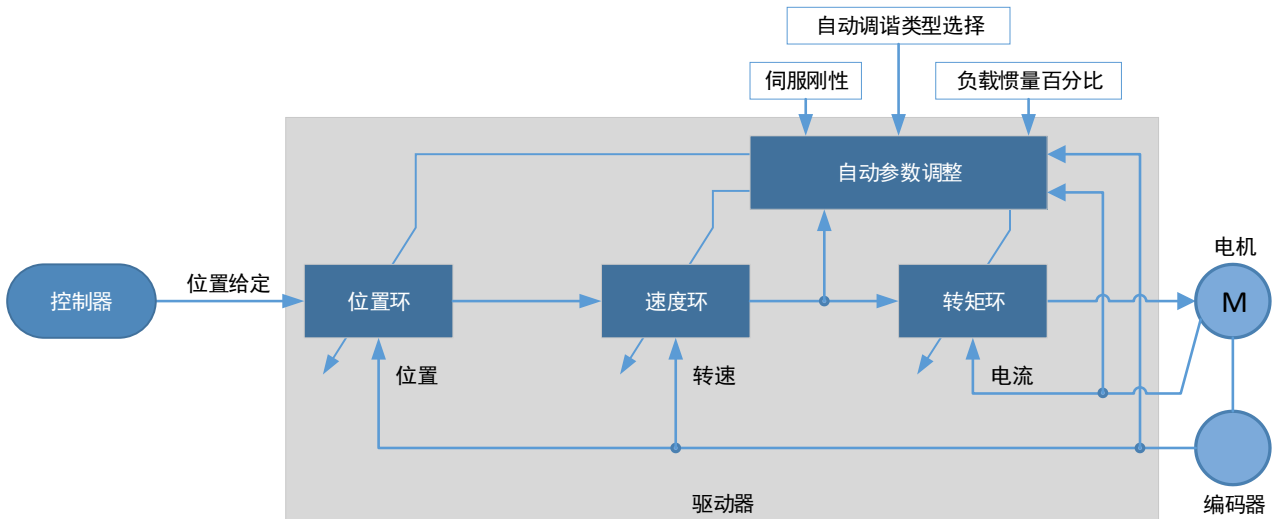 自动调谐类型选择
伺服刚性
负载惯量百分比
自动参数调整
电机
控制器
位置给定
位置环
速度环
转矩环
M
位置
转速
电流
驱动器
编码器